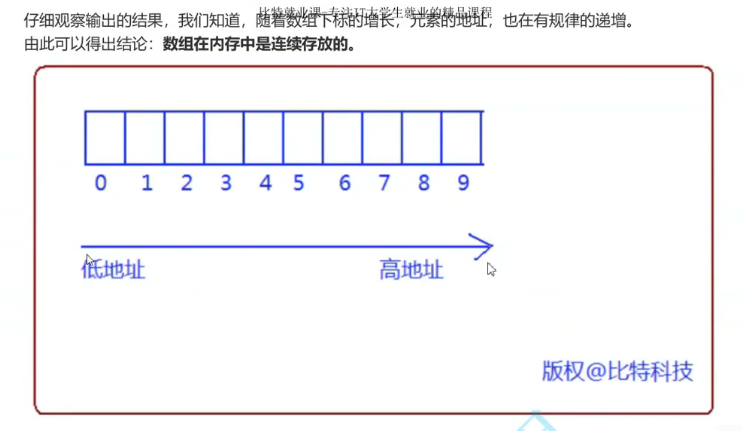 比特就业课-专注IT大学生就业的精品课程
仔细观察输出的结果，我们知道，随着数组下标的增长，元素的地址，也在有规律的递增。
由此可以得出结论：数组在内存中是连续存放的。
0 1 2 3 4 5 6 7 8 9
低地址 高地址
版权@比特科技